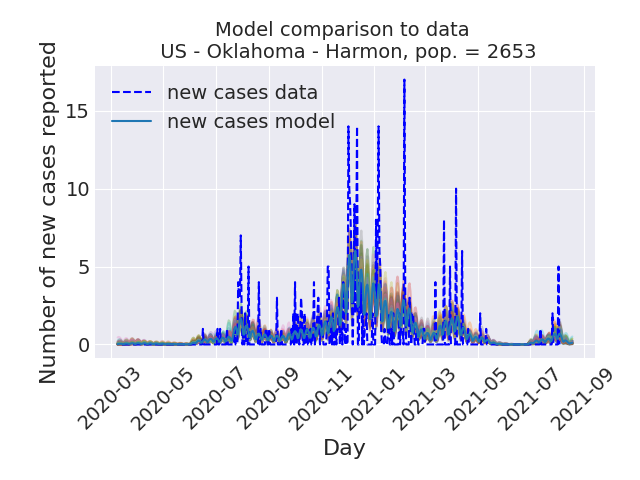 Model comparison to data
US - Oklahoma - Harmon, pop. = 2653
new cases data
new cases model
Number of new cases reported
15
10
5
0
2020-03
2020-05
2020-07
2020-09
2020-11
2021-01
2021-03
2021-05
2021-07
2021-09
Day